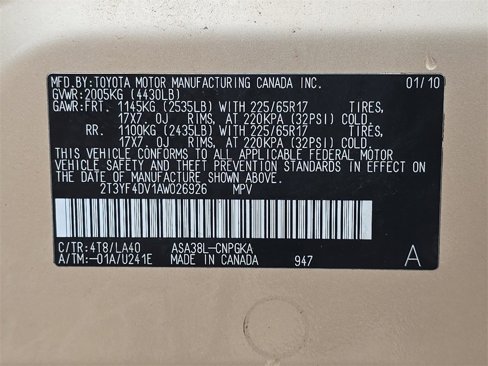 MFD.BY:TOYOTA MOTOR MANUFACTURING CANADA INC. 01/10
GVWR:2005KG (4430LB)
GAWR:FRT. 1145KG (2535LB) WITH 225/65R17 TIRES,
17X7. 0J RIMS, AT 220KPA (32PSI) COLD.
RR. 1100KG (2435LB) WITH 225/65R17 TIRES,
17X7. 0J RIMS, AT 220KPA (32PSI) COLD.
THIS VEHICLE CONFORMS TO ALL APPLICABLE FEDERAL MOTOR
VEHICLE SAFETY AND THEFT PREVENTION STANDARDS IN EFFECT ON
THE DATE OF MANUFACTURE SHOWN ABOVE.
2T3YF4DV1AW026926 MPV
C/TR:4T8/LA40 ASA38L-CNPGKA
A/TM:-01A/U241E MADE IN CANADA 947 A